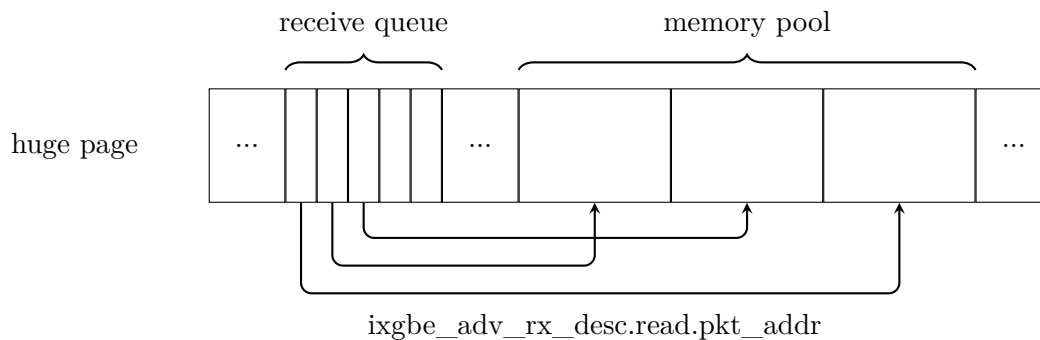 receive queue
memory pool
huge page
...
...
...
ixgbe_adv_rx_desc.read.pkt_addr